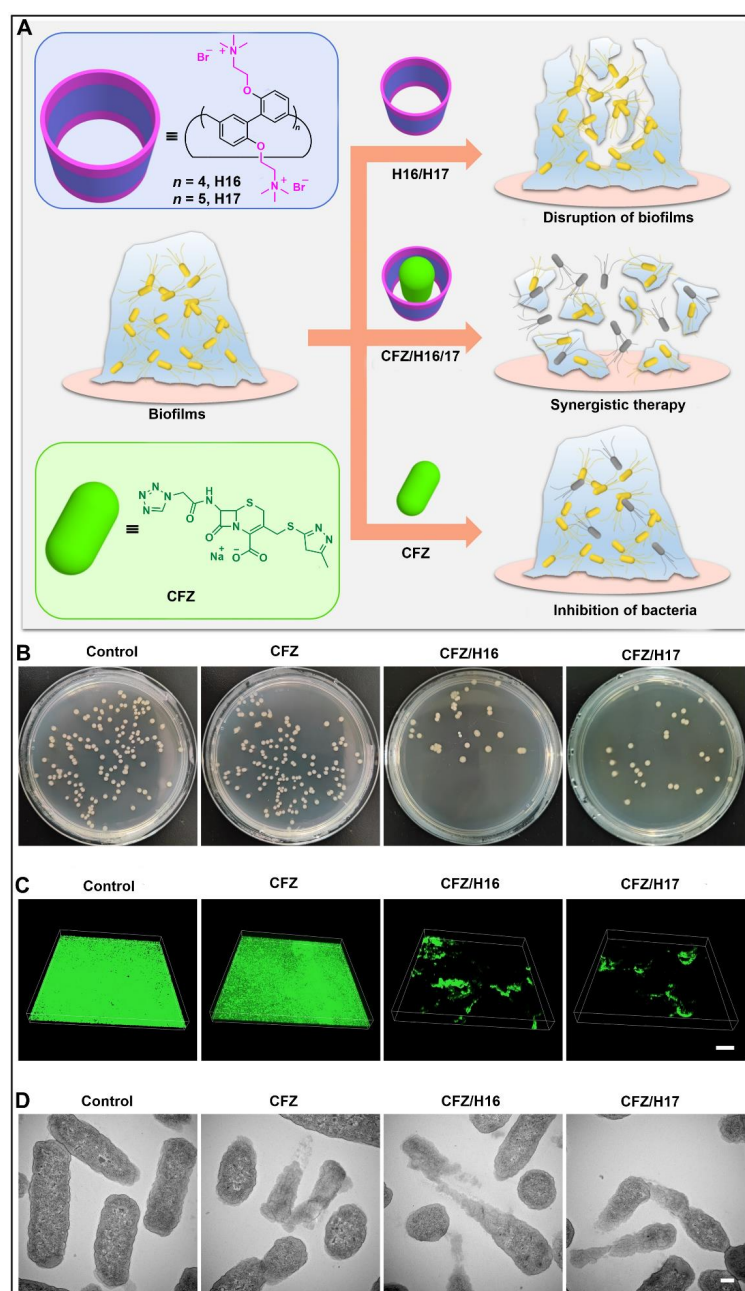 A
Br⁻
N⁺
O
n
O
≡
N⁺
Br⁻
n = 4, H16
n = 5, H17
H16/H17
Disruption of biofilms
CFZ/H16/17
Biofilms
Synergistic therapy
N
N
N
N
H
N
O
S
N
O
S
N
N
≡
Na⁺
⁻O
O
CFZ
CFZ
Inhibition of bacteria
B
Control
CFZ
CFZ/H16
CFZ/H17
C
Control
CFZ
CFZ/H16
CFZ/H17
D
Control
CFZ
CFZ/H16
CFZ/H17